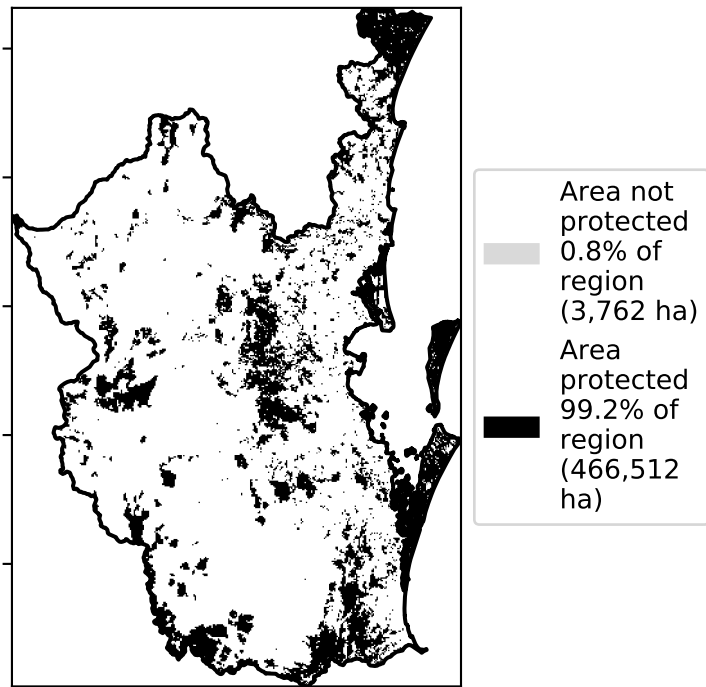 Area not
protected
0.8% of
region
(3,762 ha)
Area
protected
99.2% of
region
(466,512
ha)